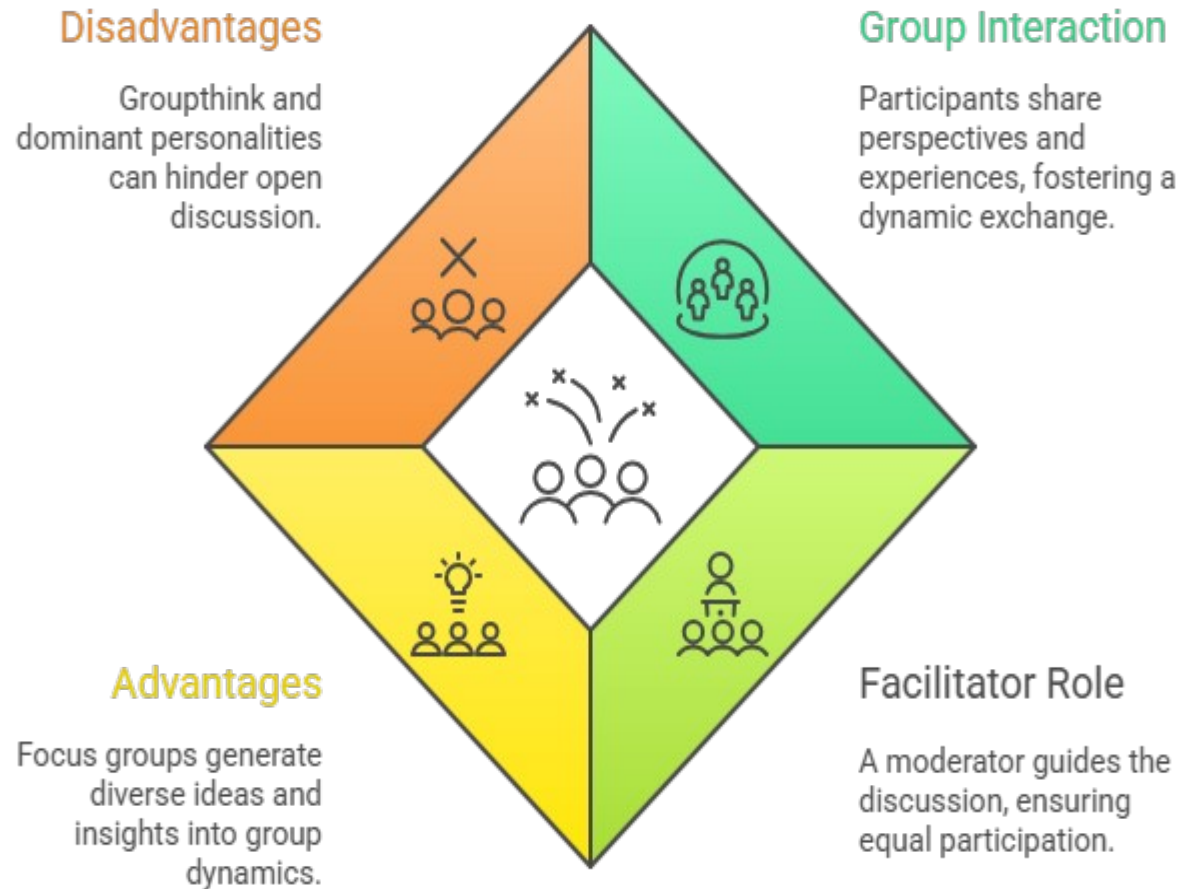 Disadvantages
Groupthink and
dominant personalities
can hinder open
discussion.
Group Interaction
Participants share
perspectives and
experiences, fostering a
dynamic exchange.
Advantages
Focus groups generate
diverse ideas and
insights into group
dynamics.
Facilitator Role
A moderator guides the
discussion, ensuring
equal participation.